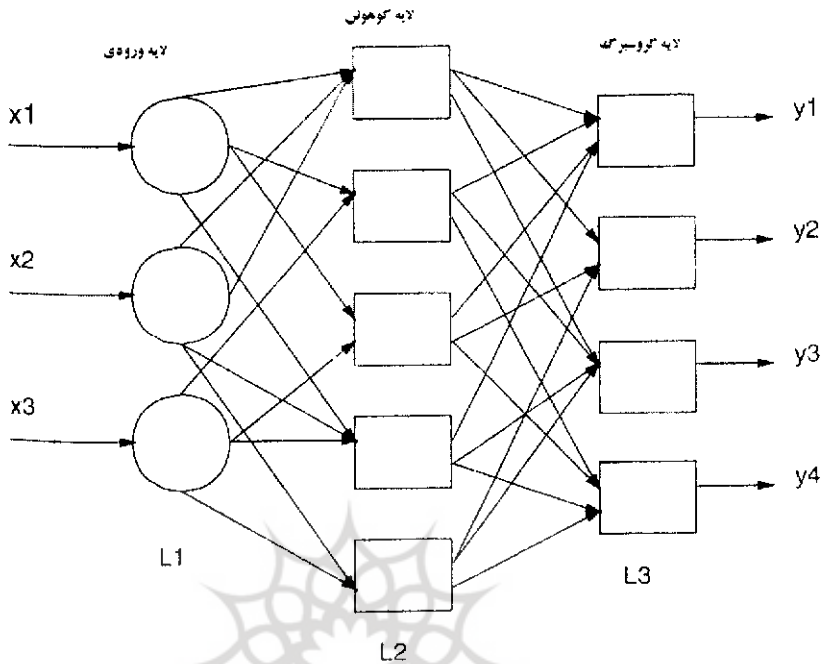 لایه ورودی
لایه کوهونن
لایه گروسبرگ
x1
x2
x3
y1
y2
y3
y4
L1
L2
L3